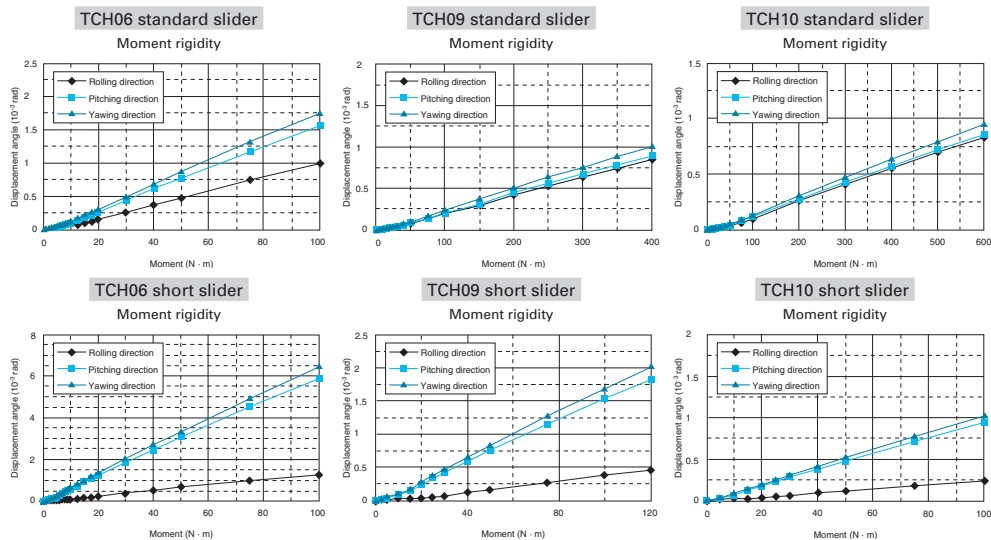 TCH06 standard slider
Moment rigidity
2.5
2
1.5
1
0.5
0
Displacement angle (10⁻³ rad)
Rolling direction
Pitching direction
Yawing direction
0 20 40 60 80 100
Moment (N · m)
TCH09 standard slider
Moment rigidity
2
1.5
1
0.5
0
Displacement angle (10⁻³ rad)
Rolling direction
Pitching direction
Yawing direction
0 100 200 300 400
Moment (N · m)
TCH10 standard slider
Moment rigidity
1.5
1
0.5
0
Displacement angle (10⁻³ rad)
Rolling direction
Pitching direction
Yawing direction
0 100 200 300 400 500 600
Moment (N · m)
TCH06 short slider
Moment rigidity
8
6
4
2
0
Displacement angle (10⁻³ rad)
Rolling direction
Pitching direction
Yawing direction
0 20 40 60 80 100
Moment (N · m)
TCH09 short slider
Moment rigidity
2.5
2
1.5
1
0.5
0
Displacement angle (10⁻³ rad)
Rolling direction
Pitching direction
Yawing direction
0 20 40 60 80 100 120
Moment (N · m)
TCH10 short slider
Moment rigidity
2
1.5
1
0.5
0
Displacement angle (10⁻³ rad)
Rolling direction
Pitching direction
Yawing direction
0 20 40 60 80 100
Moment (N · m)